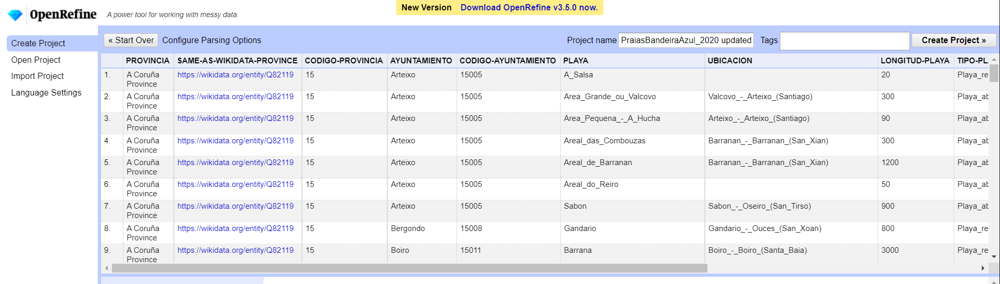 OpenRefine A power tool for working with messy data.
New Version Download OpenRefine v3.5.0 now.
Create Project
Open Project
Import Project
Language Settings
« Start Over Configure Parsing Options Project name PraiasBandeiraAzul_2020 updated Tags Create Project »
PROVINCIA SAME-AS-WIKIDATA-PROVINCE CODIGO-PROVINCIA AYUNTAMIENTO CODIGO-AYUNTAMIENTO PLAYA UBICACION LONGITUD-PLAYA TIPO-PL
1. A Coruña Province https://wikidata.org/entity/Q82119 15 Arteixo 15005 A_Salsa 20 Playa_re
2. A Coruña Province https://wikidata.org/entity/Q82119 15 Arteixo 15005 Area_Grande_ou_Valcovo Valcovo_-_Arteixo_(Santiago) 300 Playa_ab
3. A Coruña Province https://wikidata.org/entity/Q82119 15 Arteixo 15005 Area_Pequena_-_A_Hucha Arteixo_-_Arteixo_(Santiago) 90 Playa_ab
4. A Coruña Province https://wikidata.org/entity/Q82119 15 Arteixo 15005 Areal_das_Combouzas Barranan_-_Barranan_(San_Xian) 300 Playa_ab
5. A Coruña Province https://wikidata.org/entity/Q82119 15 Arteixo 15005 Areal_de_Barranan Barranan_-_Barranan_(San_Xian) 1200 Playa_ab
6. A Coruña Province https://wikidata.org/entity/Q82119 15 Arteixo 15005 Areal_do_Reiro 50 Playa_ab
7. A Coruña Province https://wikidata.org/entity/Q82119 15 Arteixo 15005 Sabon Sabon_-_Oseiro_(San_Tirso) 900 Playa_ab
8. A Coruña Province https://wikidata.org/entity/Q82119 15 Bergondo 15008 Gandario Gandario_-_Ouces_(San_Xoan) 800 Playa_re
9. A Coruña Province https://wikidata.org/entity/Q82119 15 Boiro 15011 Barrana Boiro_-_Boiro_(Santa_Baia) 3000 Playa_re